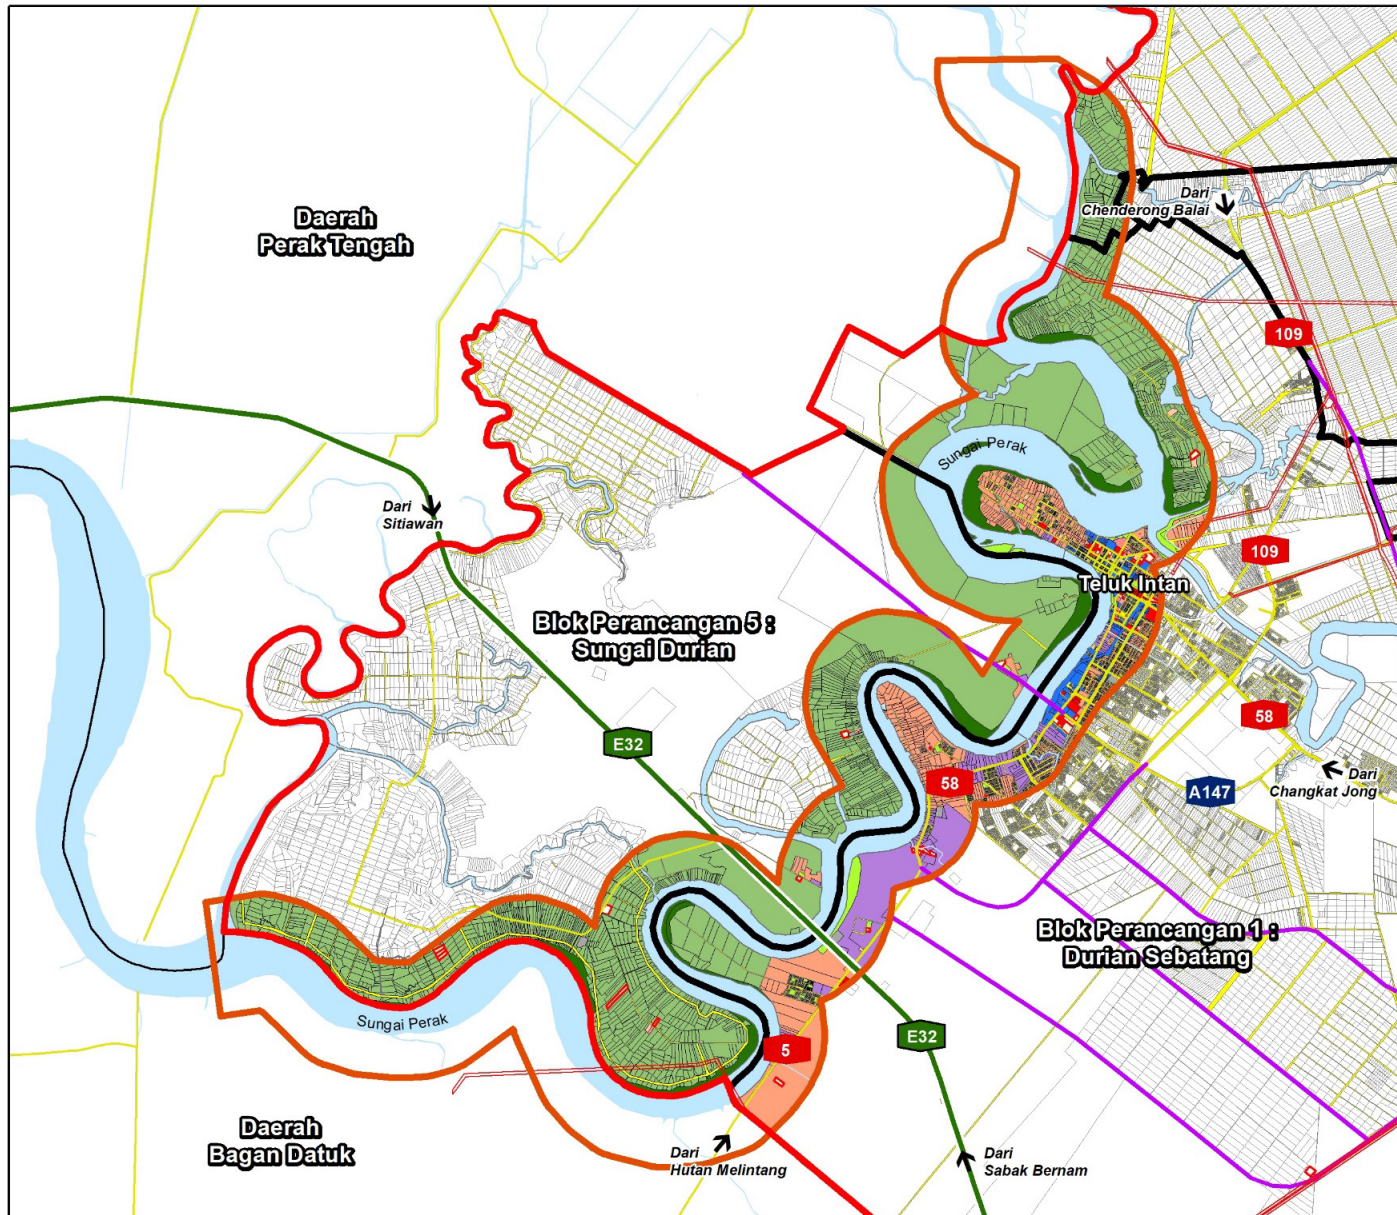 Dari
Chenderong Balai
Daerah
Perak Tengah
109
Sungai Perak
Dari
Sitiawan
109
Teluk Intan
Blok Perancangan 5 :
Sungai Durian
58
E32
58
Dari
Changkat Jong
A147
Blok Perancangan 1 :
Durian Sebatang
Sungai Perak
E32
5
Daerah
Bagan Datuk
Dari
Hutan Melintang
Dari
Sabak Bernam